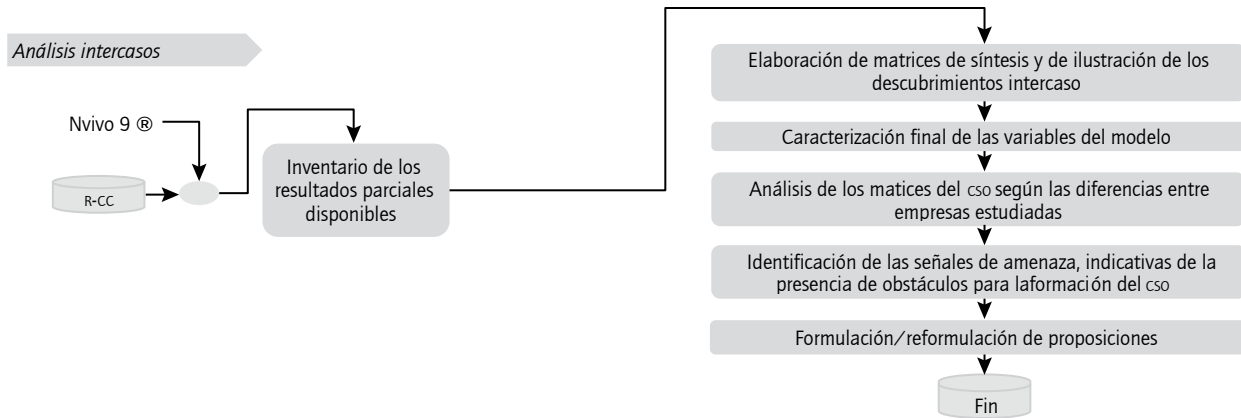 Análisis intercasos
Nvivo 9 ®
R-CC
Inventario de los
resultados parciales
disponibles
Elaboración de matrices de síntesis y de ilustración de los
descubrimientos intercaso
Caracterización final de las variables del modelo
Análisis de los matices del CSO según las diferencias entre
empresas estudiadas
Identificación de las señales de amenaza, indicativas de la
presencia de obstáculos para laformación del CSO
Formulación/reformulación de proposiciones
Fin